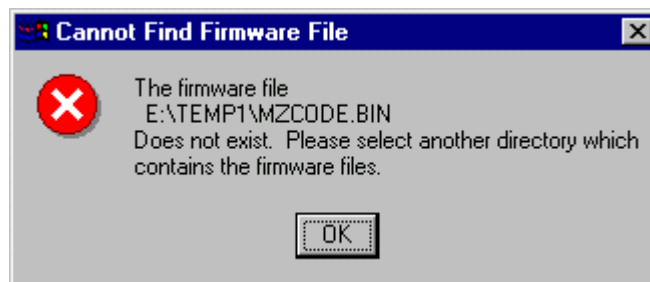 Cannot Find Firmware File
The firmware file
E:\TEMP1\MZCODE.BIN
Does not exist. Please select another directory which
contains the firmware files.
OK